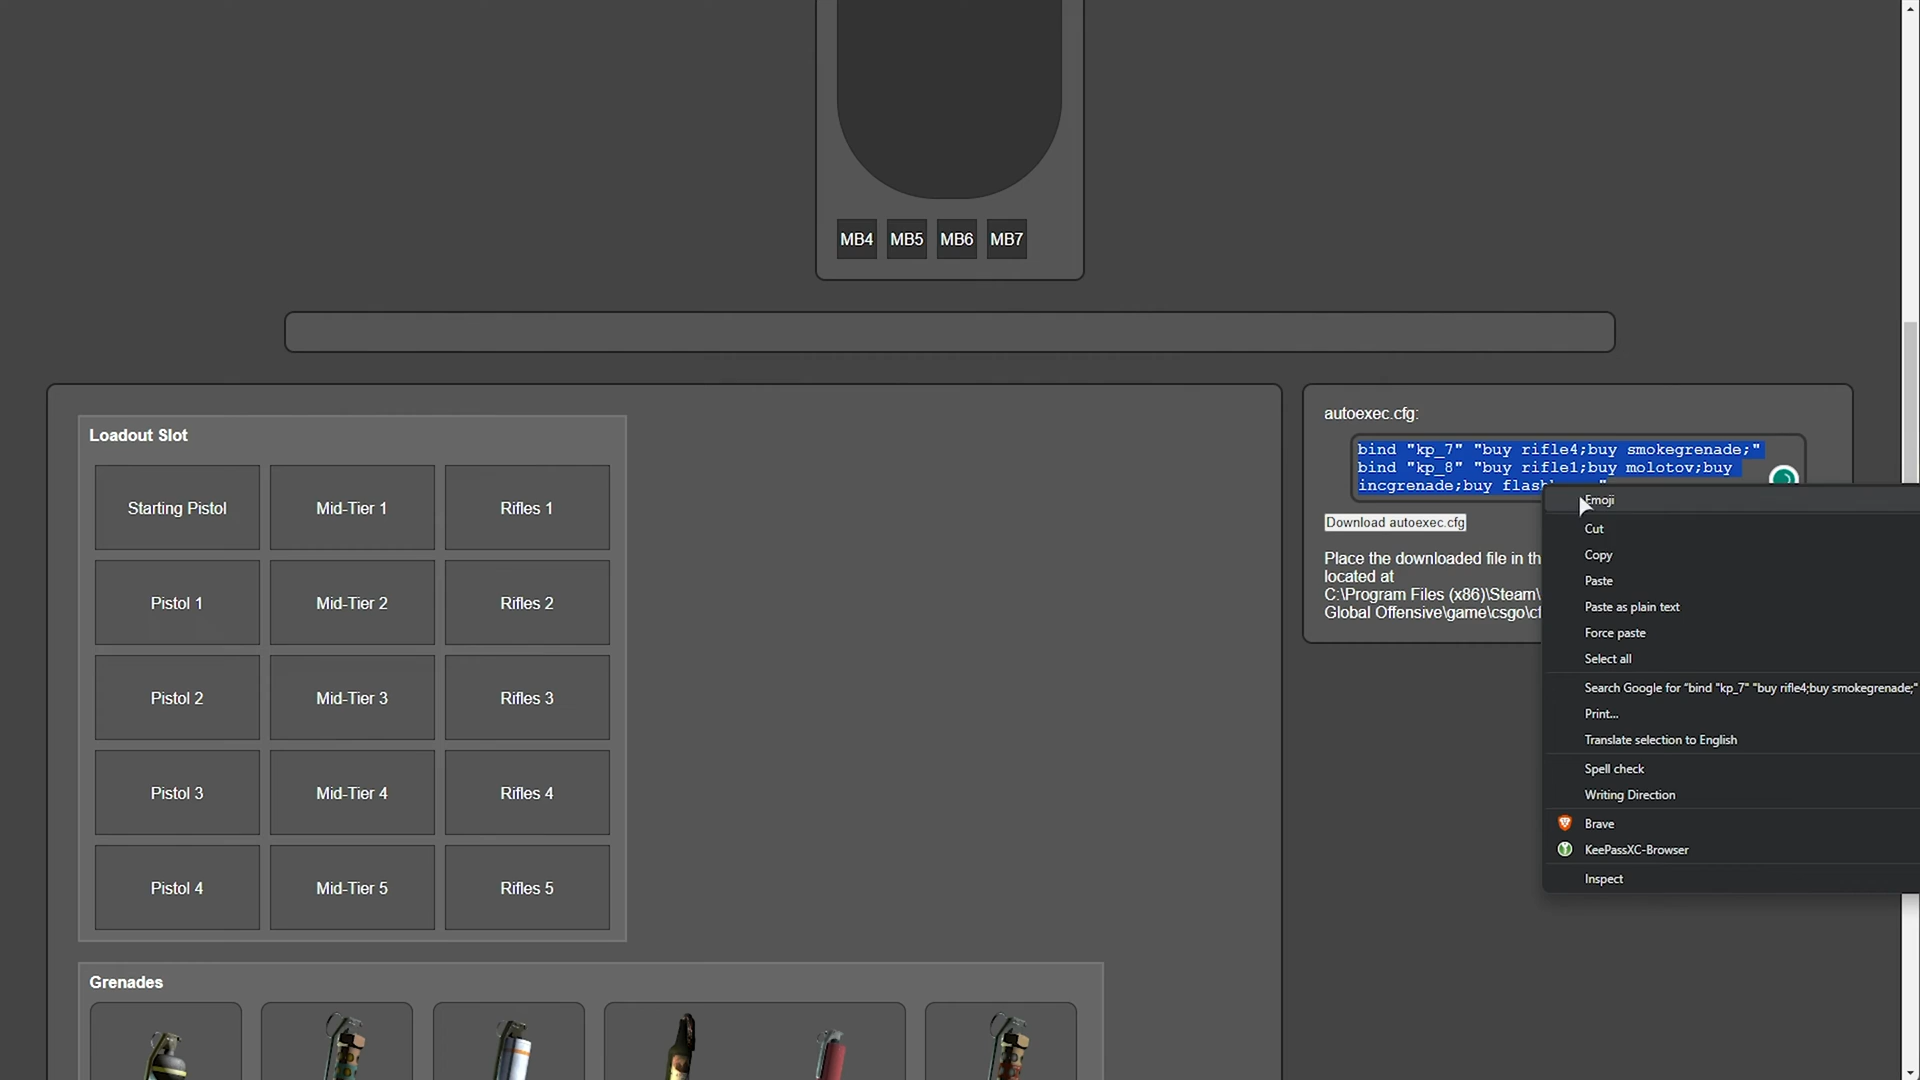 MB4 MB5 MB6 MB7
Loadout Slot
Starting Pistol Mid-Tier 1 Rifles 1
Pistol 1 Mid-Tier 2 Rifles 2
Pistol 2 Mid-Tier 3 Rifles 3
Pistol 3 Mid-Tier 4 Rifles 4
Pistol 4 Mid-Tier 5 Rifles 5
Grenades
autoexec.cfg:
bind "kp_7" "buy rifle4;buy smokegrenade;"
bind "kp_8" "buy rifle1;buy molotov;buy
incgrenade;buy
Download autoexec.cfg
Place the downloaded file in
located at
C:\Program Files (x86)\Steam\
Global Offensive\game\csgo\
Emoji
Cut
Copy
Paste
Paste as plain text
Force paste
Select all
Search Google for "bind "kp_7" "buy rifle4;buy smokegrenade;"
Print...
Translate selection to English
Spell check
Writing Direction
Brave
KeePassXC-Browser
Inspect